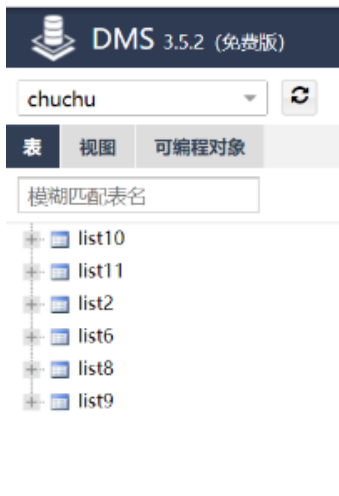 DMS 3.5.2 (免费版)
chuchu
表 视图 可编程对象
模糊匹配表名
list10
list11
list2
list6
list8
list9